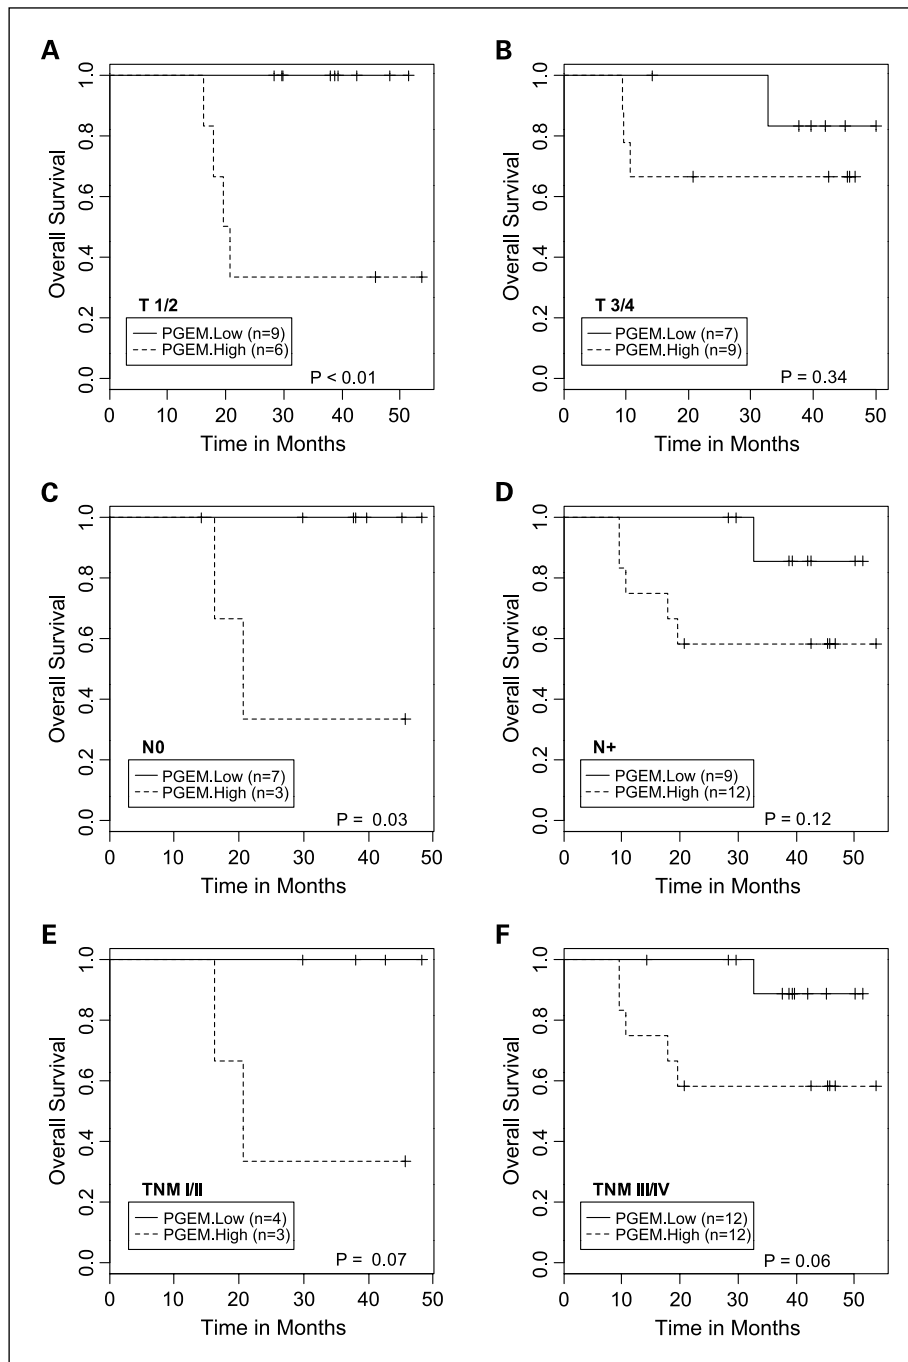 A
Overall Survival
1.0
0.8
0.6
0.4
0.2
0.0
T 1/2
PGEM.Low (n=9)
PGEM.High (n=6)
P < 0.01
0 10 20 30 40 50
Time in Months
B
Overall Survival
1.0
0.8
0.6
0.4
0.2
0.0
T 3/4
PGEM.Low (n=7)
PGEM.High (n=9)
P = 0.34
0 10 20 30 40 50
Time in Months
C
Overall Survival
1.0
0.8
0.6
0.4
0.2
0.0
N0
PGEM.Low (n=7)
PGEM.High (n=3)
P = 0.03
0 10 20 30 40 50
Time in Months
D
Overall Survival
1.0
0.8
0.6
0.4
0.2
0.0
N+
PGEM.Low (n=9)
PGEM.High (n=12)
P = 0.12
0 10 20 30 40 50
Time in Months
E
Overall Survival
1.0
0.8
0.6
0.4
0.2
0.0
TNM I/II
PGEM.Low (n=4)
PGEM.High (n=3)
P = 0.07
0 10 20 30 40 50
Time in Months
F
Overall Survival
1.0
0.8
0.6
0.4
0.2
0.0
TNM III/IV
PGEM.Low (n=12)
PGEM.High (n=12)
P = 0.06
0 10 20 30 40 50
Time in Months